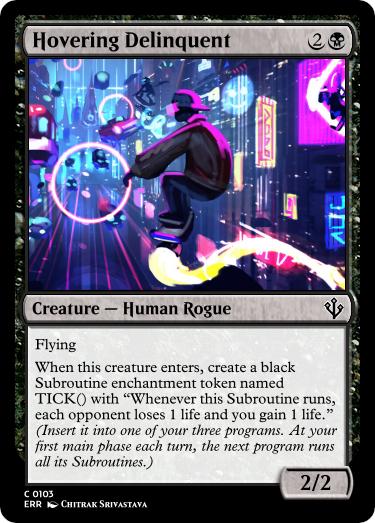 Hovering Delinquent 2
Creature — Human Rogue
Flying
When this creature enters, create a black
Subroutine enchantment token named
TICK() with “Whenever this Subroutine runs,
each opponent loses 1 life and you gain 1 life.”
(Insert it into one of your three programs. At your
first main phase each turn, the next program runs
all its Subroutines.)
2/2
C 0103
ERR Chitrak Srivastava